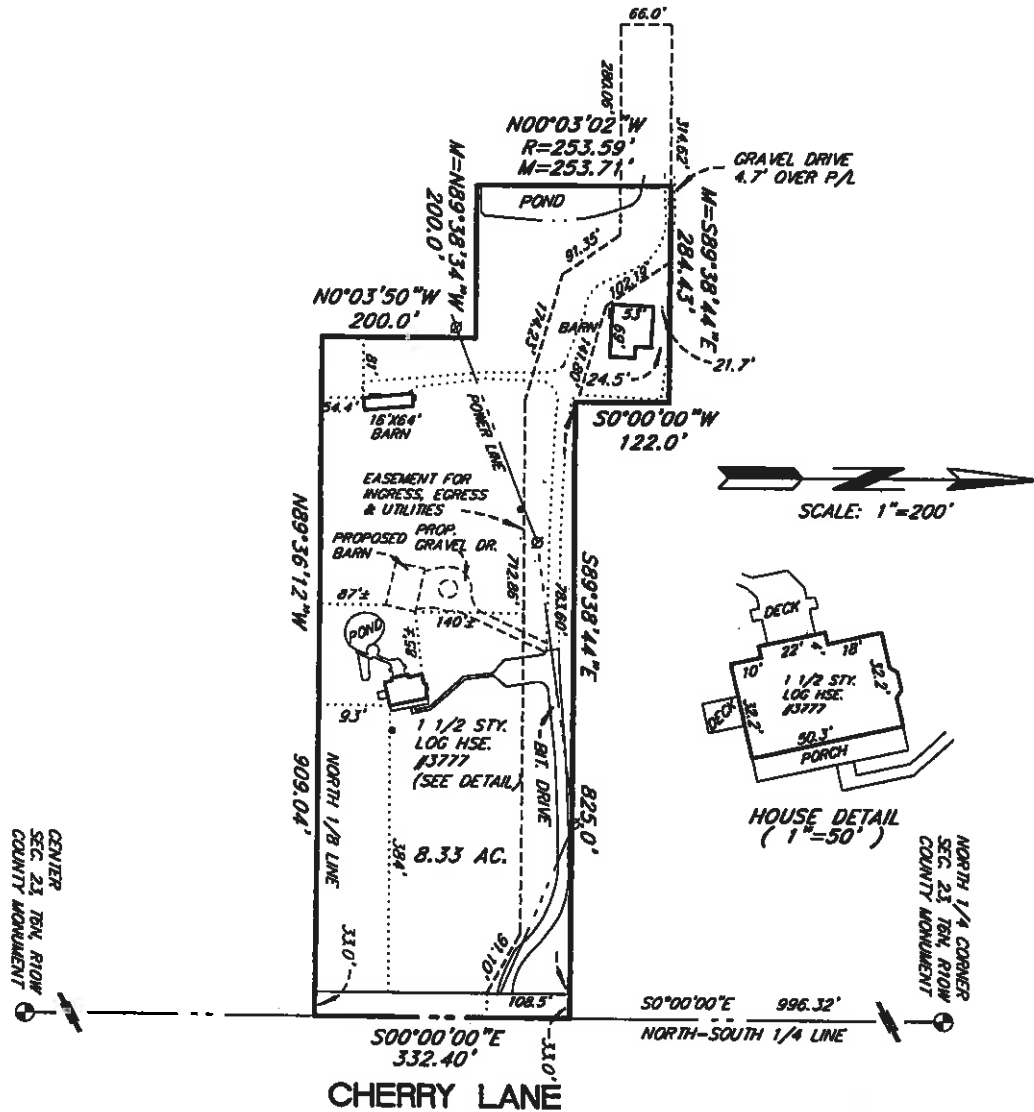 66.0'
280.06'
314.62'
N00°03'02"W
R=253.59'
M=253.71'
GRAVEL DRIVE
4.7' OVER P/L
M=N89°38'34"W
200.0'
POND
M=S89°38'44"E
284.43'
91.35'
102.19'
N0°03'50"W
200.0'
174.23'
BARN
53'
69'
141.80'
24.5'
21.7'
81'
54.4'
16'X64'
BARN
POWER LINE
S0°00'00"W
122.0'
SCALE: 1"=200'
EASEMENT FOR
INGRESS, EGRESS
& UTILITIES
PROPOSED
BARN
PROP.
GRAVEL DR.
N89°36'12"W
909.04'
712.86'
783.60'
S89°38'44"E
825.0'
87'±
140'±
POND
93'
1 1/2 STY.
LOG HSE.
#3777
(SEE DETAIL)
BIT. DRIVE
NORTH 1/8 LINE
384'
8.33 AC.
DECK
10'
22'
4'
18'
32.2'
1 1/2 STY.
LOG HSE.
#3777
DECK
32.2'
50.3'
PORCH
HOUSE DETAIL
( 1"=50' )
CENTER
SEC. 23, T6N, R10W
COUNTY MONUMENT
NORTH 1/4 CORNER
SEC. 23, T6N, R10W
COUNTY MONUMENT
33.0'
91.10'
108.5'
S0°00'00"E 996.32'
NORTH-SOUTH 1/4 LINE
S00°00'00"E
332.40'
33.0'
CHERRY LANE